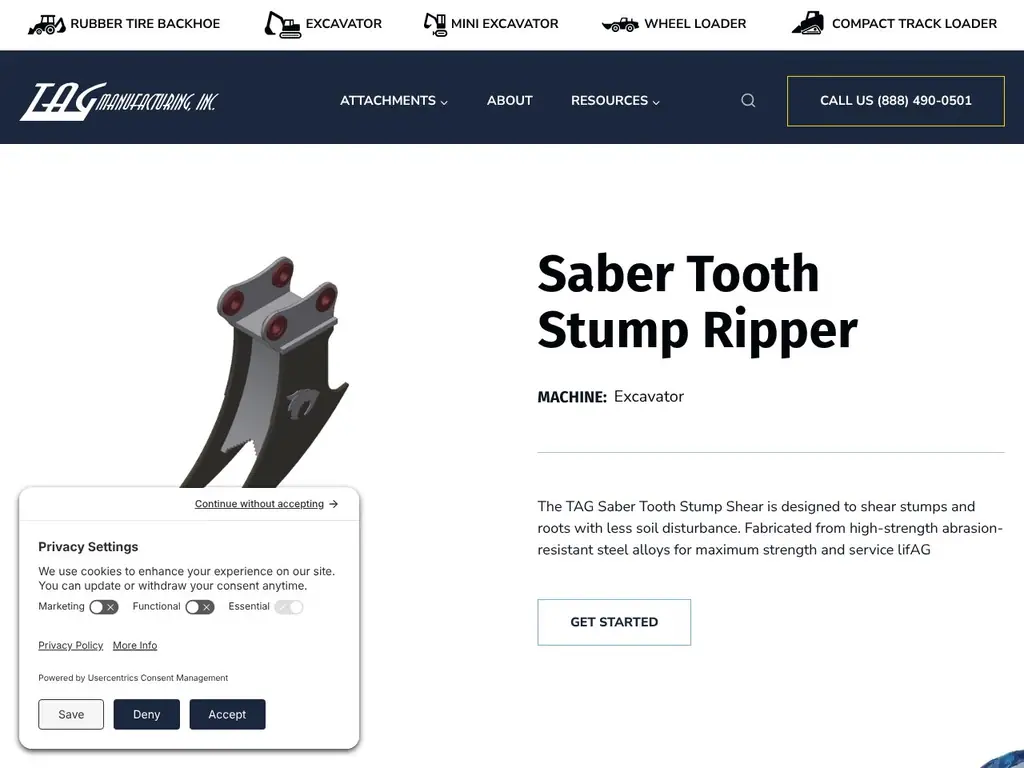 RUBBER TIRE BACKHOE
EXCAVATOR
MINI EXCAVATOR
WHEEL LOADER
COMPACT TRACK LOADER
TAG MANUFACTURING, INC.
ATTACHMENTS
ABOUT
RESOURCES
CALL US (888) 490-0501
Saber Tooth
Stump Ripper
MACHINE: Excavator
The TAG Saber Tooth Stump Shear is designed to shear stumps and
roots with less soil disturbance. Fabricated from high-strength abrasion-
resistant steel alloys for maximum strength and service lifAG
GET STARTED
Continue without accepting →
Privacy Settings
We use cookies to enhance your experience on our site.
You can update or withdraw your consent anytime.
Marketing Functional Essential
Privacy Policy More Info
Powered by Usercentrics Consent Management
Save Deny Accept